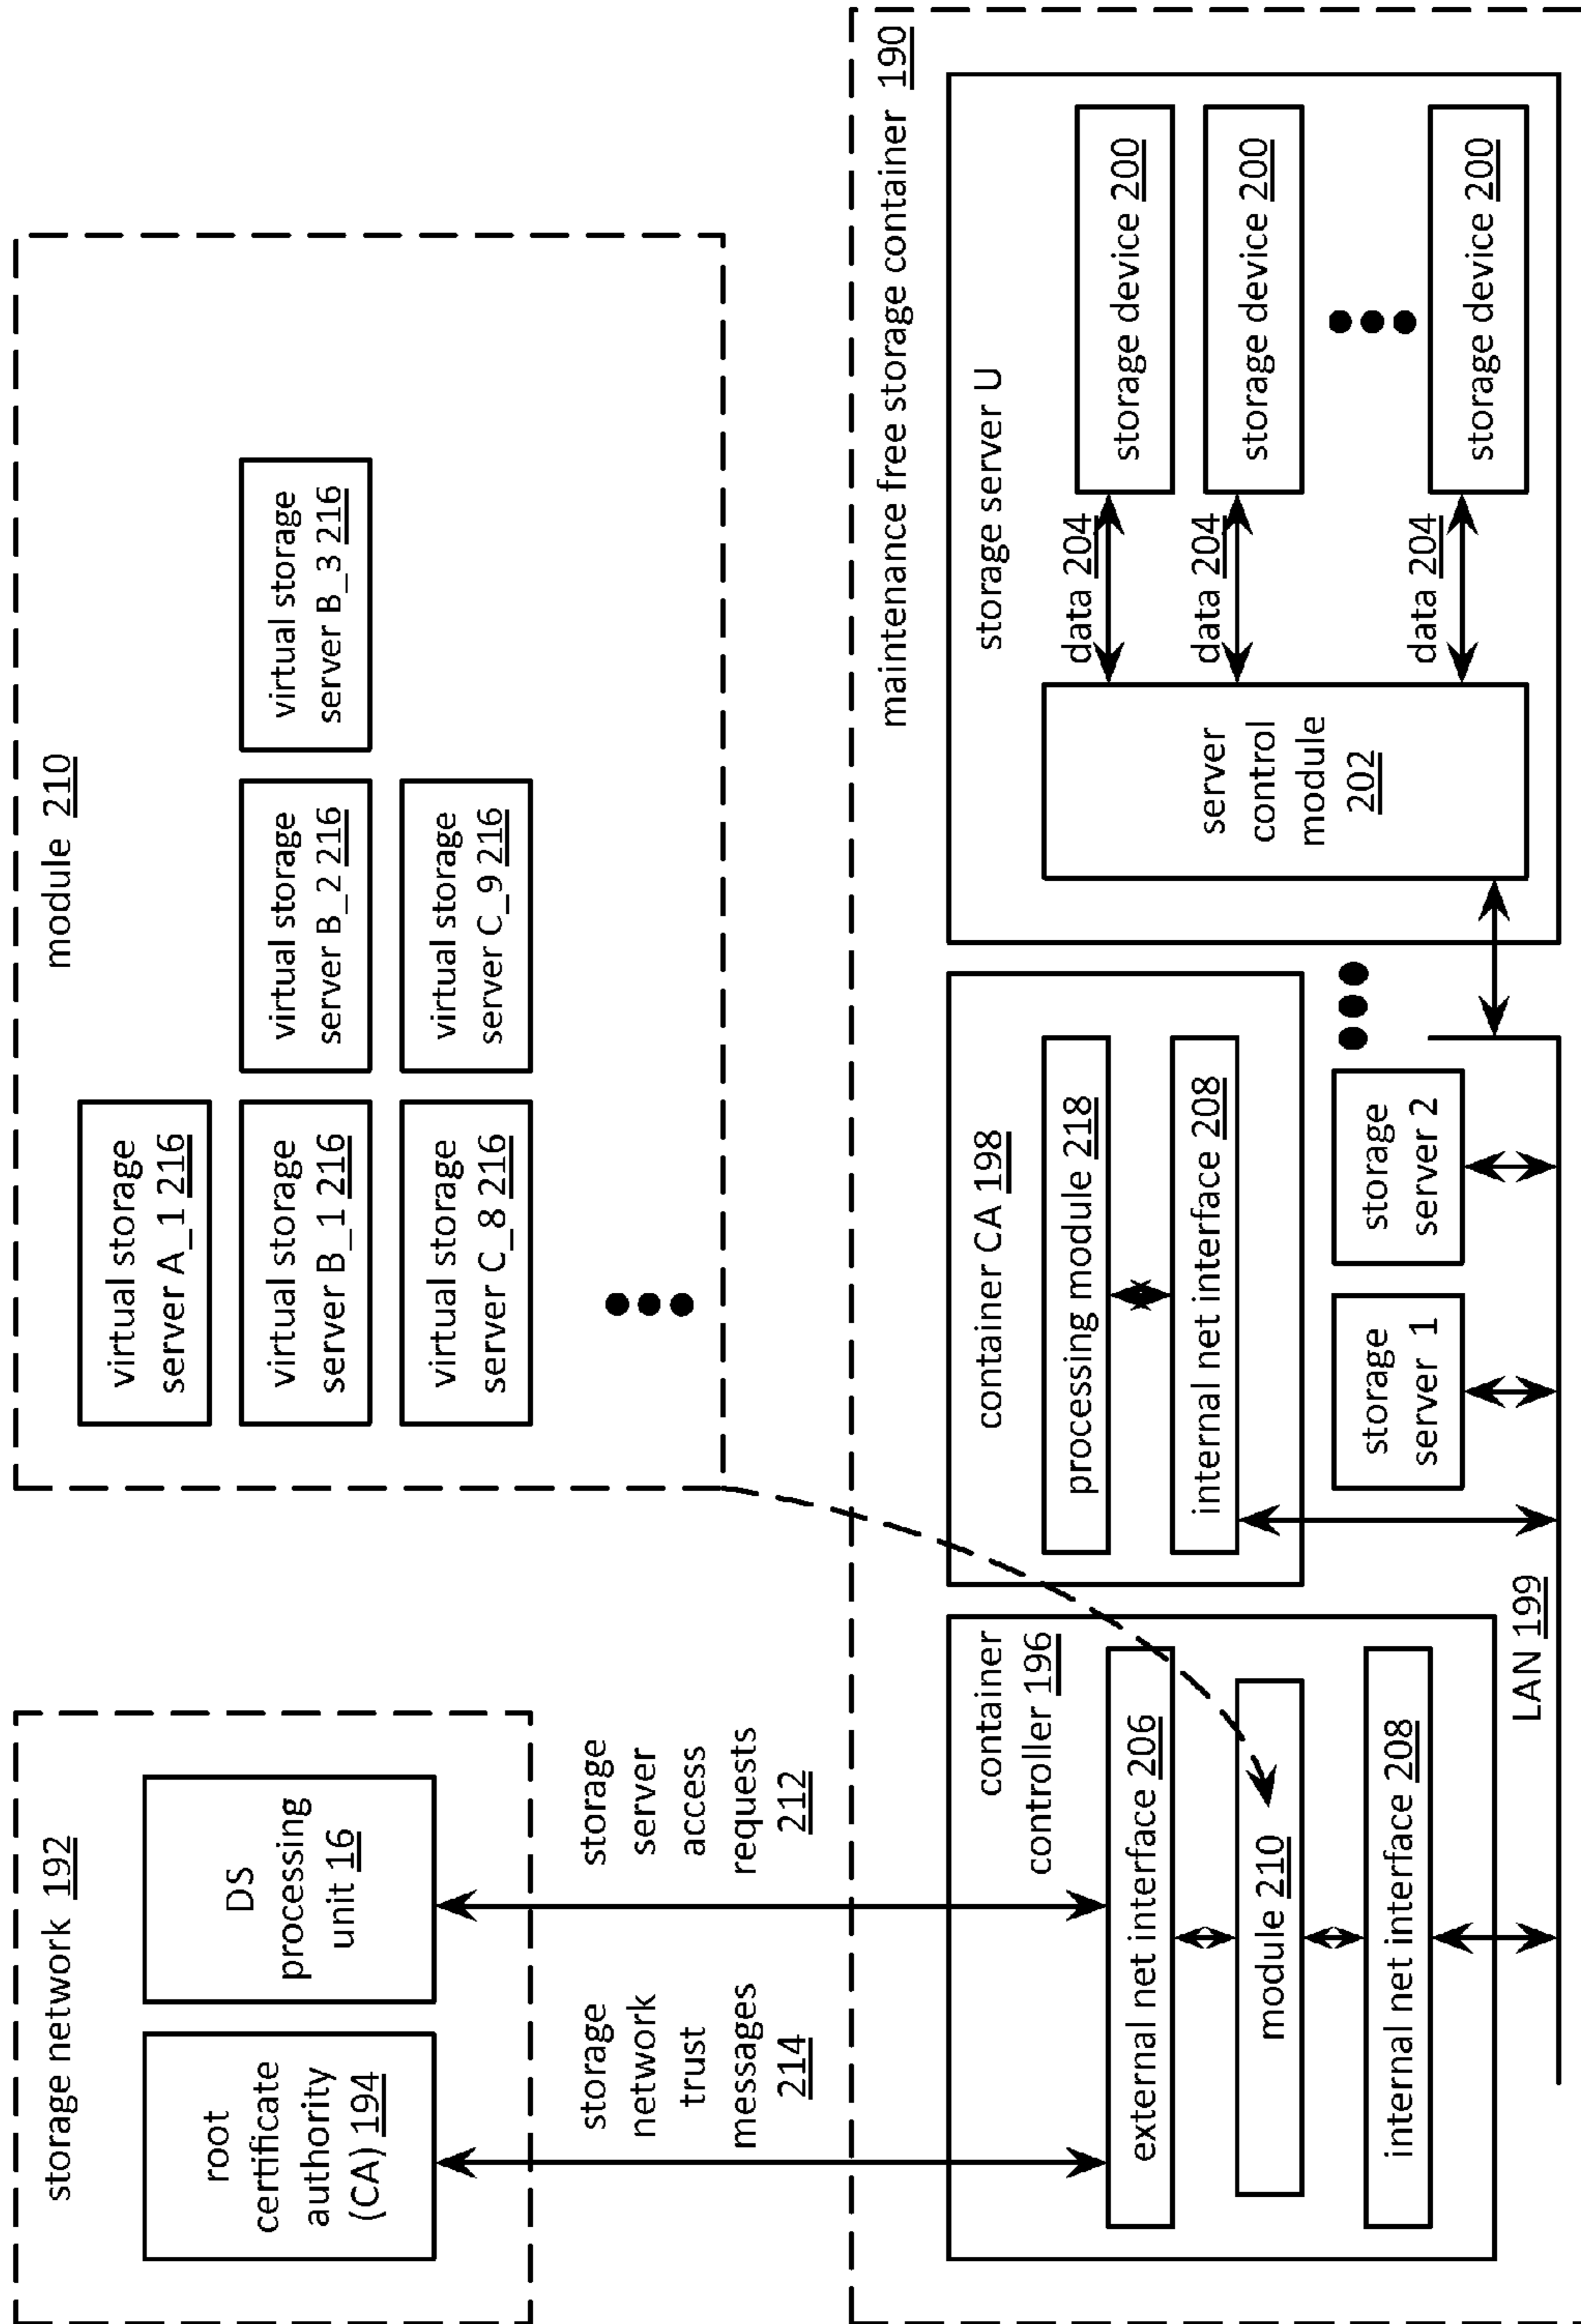 storage network 192
root
certificate
authority
(CA) 194
DS
processing
unit 16
storage
network
trust
messages
214
storage
server
access
requests
212
module 210
virtual storage
server A_1 216
virtual storage
server B_1 216
virtual storage
server B_2 216
virtual storage
server B_3 216
virtual storage
server C_8 216
virtual storage
server C_9 216
maintenance free storage container 190
container
controller 196
external net interface 206
module 210
internal net interface 208
container CA 198
processing module 218
internal net interface 208
storage
server 1
storage
server 2
LAN 199
storage server U
server
control
module
202
data 204
storage device 200
data 204
storage device 200
data 204
storage device 200